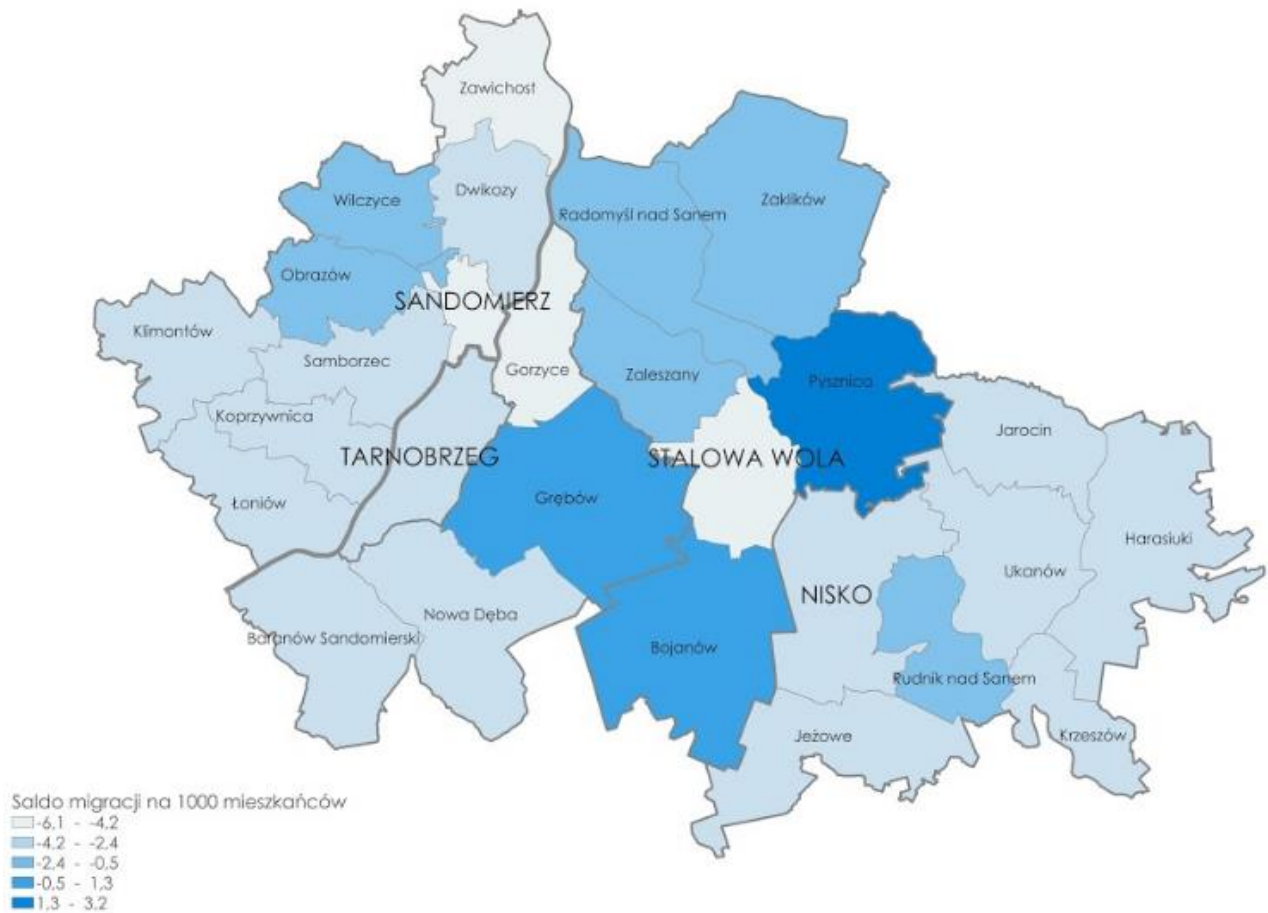 Zawichost
Dwikozy
Wilczyce
Radomyśl nad Sanem
Zaklików
Obrazów
SANDOMIERZ
Klimontów
Samborzec
Gorzyce
Zaleszany
Pysznica
Koprzywnica
Jarocin
TARNOBRZEG
STALOWA WOLA
Grębów
Łoniów
Harasiuki
Ukanów
NISKO
Nowa Dęba
Baranów Sandomierski
Bojanów
Rudnik nad Sanem
Jeżowe
Krzeszów
Saldo migracji na 1000 mieszkańców
-6,1 - -4,2
-4,2 - -2,4
-2,4 - -0,5
-0,5 - 1,3
1,3 - 3,2